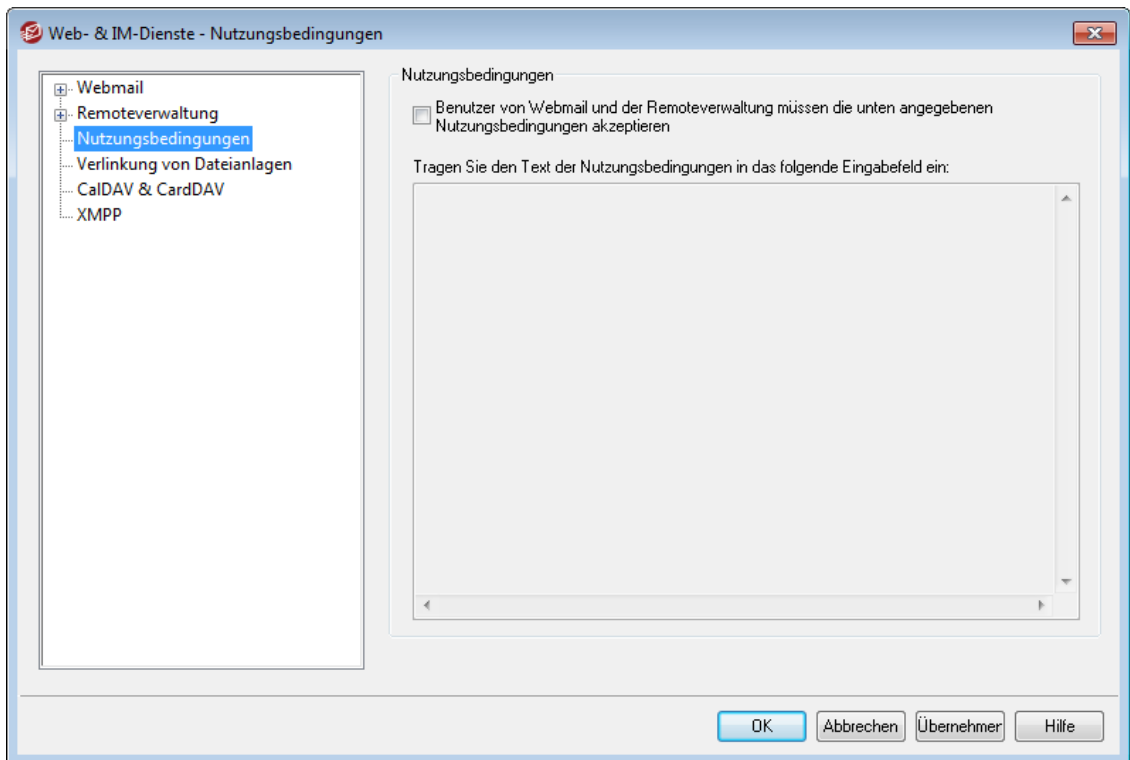 Web- & IM-Dienste - Nutzungsbedingungen
Webmail
Remoteverwaltung
Nutzungsbedingungen
Verlinkung von Dateianlagen
CalDAV & CardDAV
XMPP
Nutzungsbedingungen
Benutzer von Webmail und der Remoteverwaltung müssen die unten angegebenen
Nutzungsbedingungen akzeptieren
Tragen Sie den Text der Nutzungsbedingungen in das folgende Eingabefeld ein:
OK
Abbrechen
Übernehmer
Hilfe